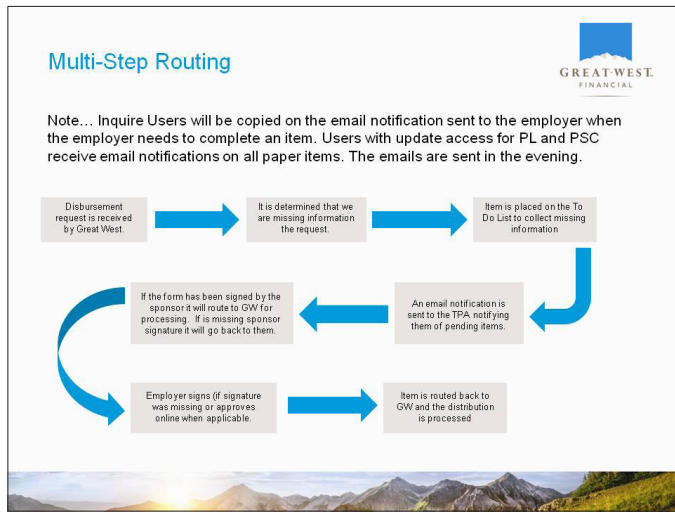 Multi-Step Routing
GREAT-WEST
FINANCIAL
Note… Inquire Users will be copied on the email notification sent to the employer when
the employer needs to complete an item. Users with update access for PL and PSC
receive email notifications on all paper items. The emails are sent in the evening.
Disbursement
request is received
by Great West.
It is determined that we
are missing information
the request.
Item is placed on the To
Do List to collect missing
information
An email notification is
sent to the TPA notifying
them of pending items.
If the form has been signed by the
sponsor it will route to GW for
processing. If is missing sponsor
signature it will go back to them.
Employer signs (if signature
was missing or approves
online when applicable.
Item is routed back to
GW and the distribution
is processed